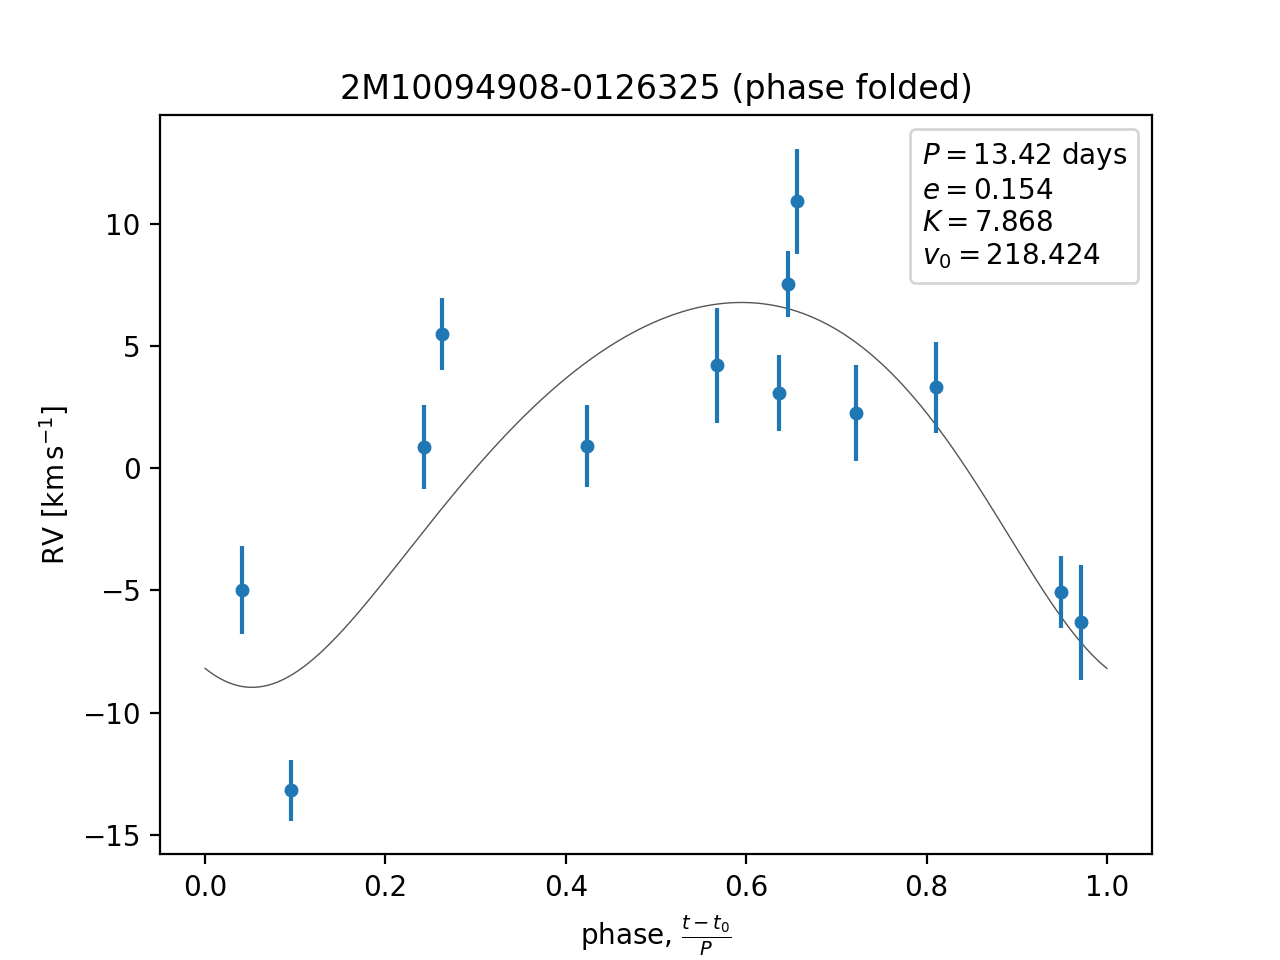 2M10094908-0126325 (phase folded)
P = 13.42 days
e = 0.154
K = 7.868
v₀ = 218.424
RV [km s⁻¹]
10
5
0
−5
−10
−15
0.0 0.2 0.4 0.6 0.8 1.0
phase, (t − t₀)/P